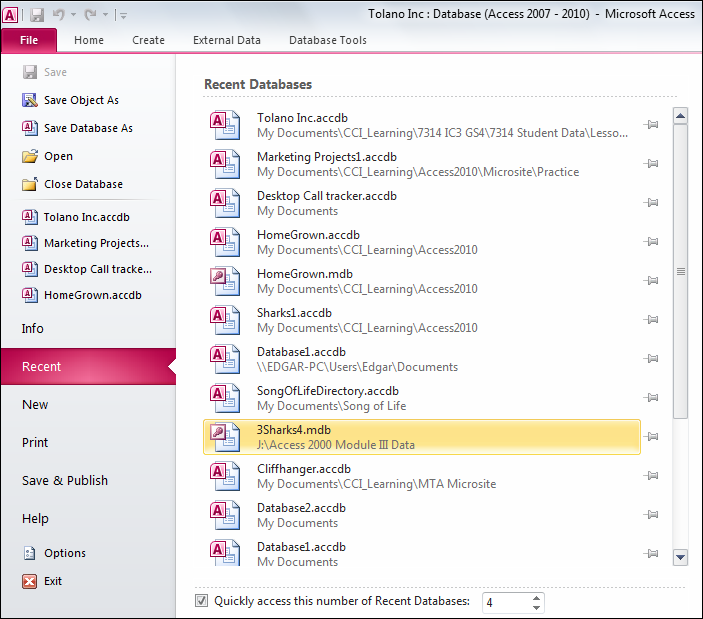 Tolano Inc : Database (Access 2007 - 2010)  -  Microsoft Access
File Home Create External Data Database Tools
Save
Save Object As
Save Database As
Open
Close Database
Tolano Inc.accdb
Marketing Projects...
Desktop Call tracke...
HomeGrown.accdb
Info
Recent
New
Print
Save & Publish
Help
Options
Exit
Recent Databases
Tolano Inc.accdb
My Documents\CCI_Learning\7314 IC3 GS4\7314 Student Data\Lesso...
Marketing Projects1.accdb
My Documents\CCI_Learning\Access2010\Microsite\Practice
Desktop Call tracker.accdb
My Documents
HomeGrown.accdb
My Documents\CCI_Learning\Access2010
HomeGrown.mdb
My Documents\CCI_Learning\Access2010
Sharks1.accdb
My Documents\CCI_Learning\Access2010
Database1.accdb
\\EDGAR-PC\Users\Edgar\Documents
SongOfLifeDirectory.accdb
My Documents\Song of Life
3Sharks4.mdb
J:\Access 2000 Module III Data
Cliffhanger.accdb
My Documents\CCI_Learning\MTA Microsite
Database2.accdb
My Documents
Database1.accdb
My Documents
Quickly access this number of Recent Databases: 4